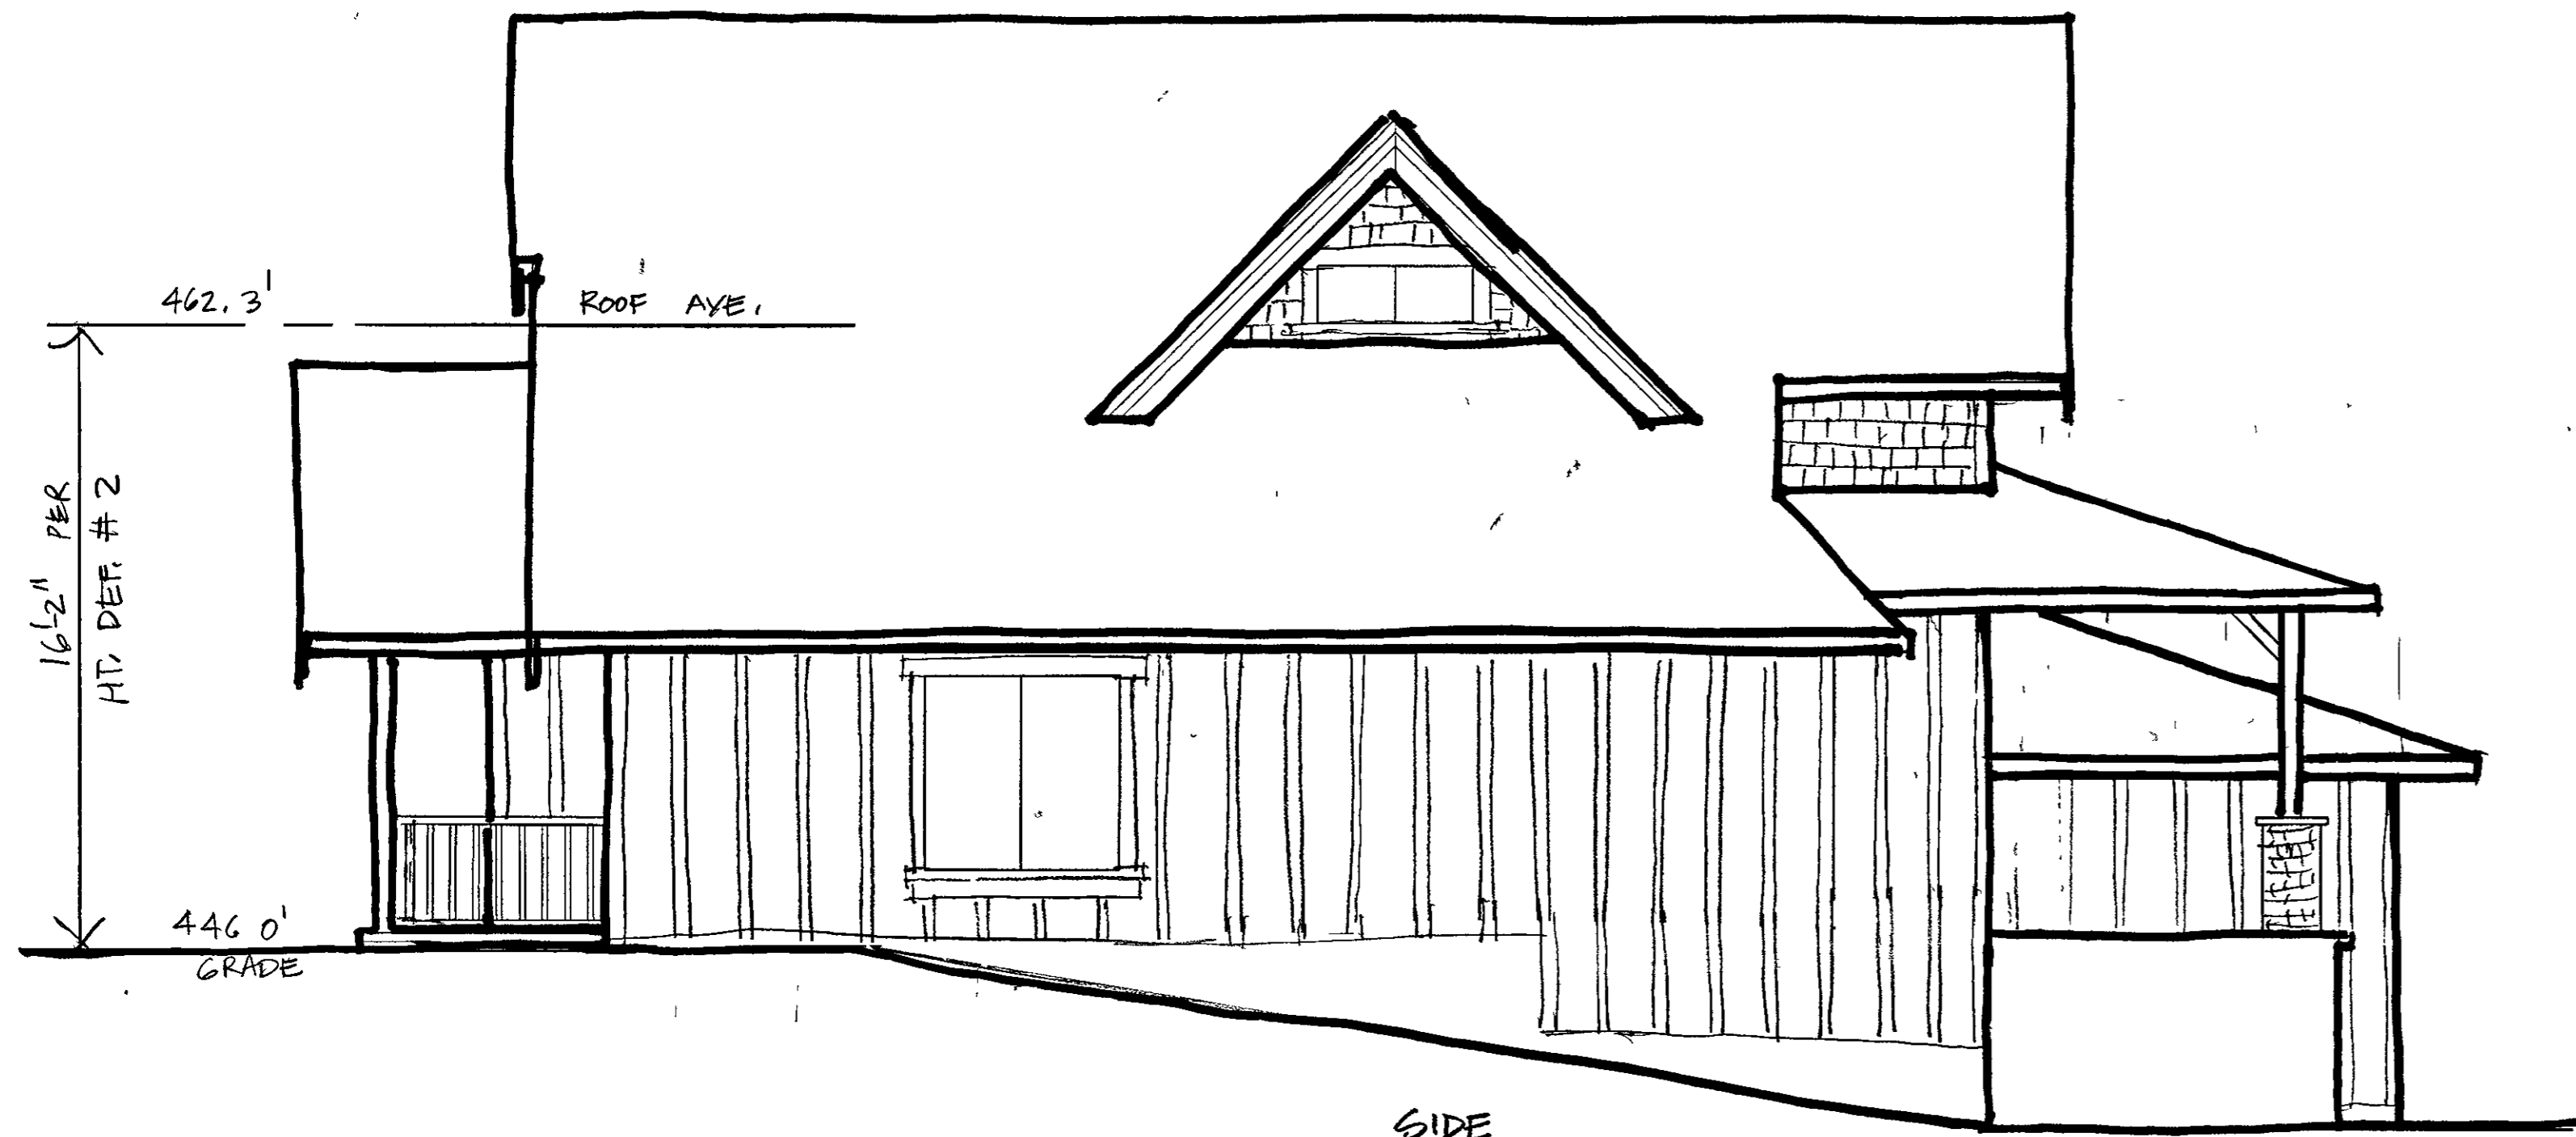 462.3'
ROOF AVE.
16'-2" PER
HT. DEF. # 2
446 0'
GRADE
SIDE